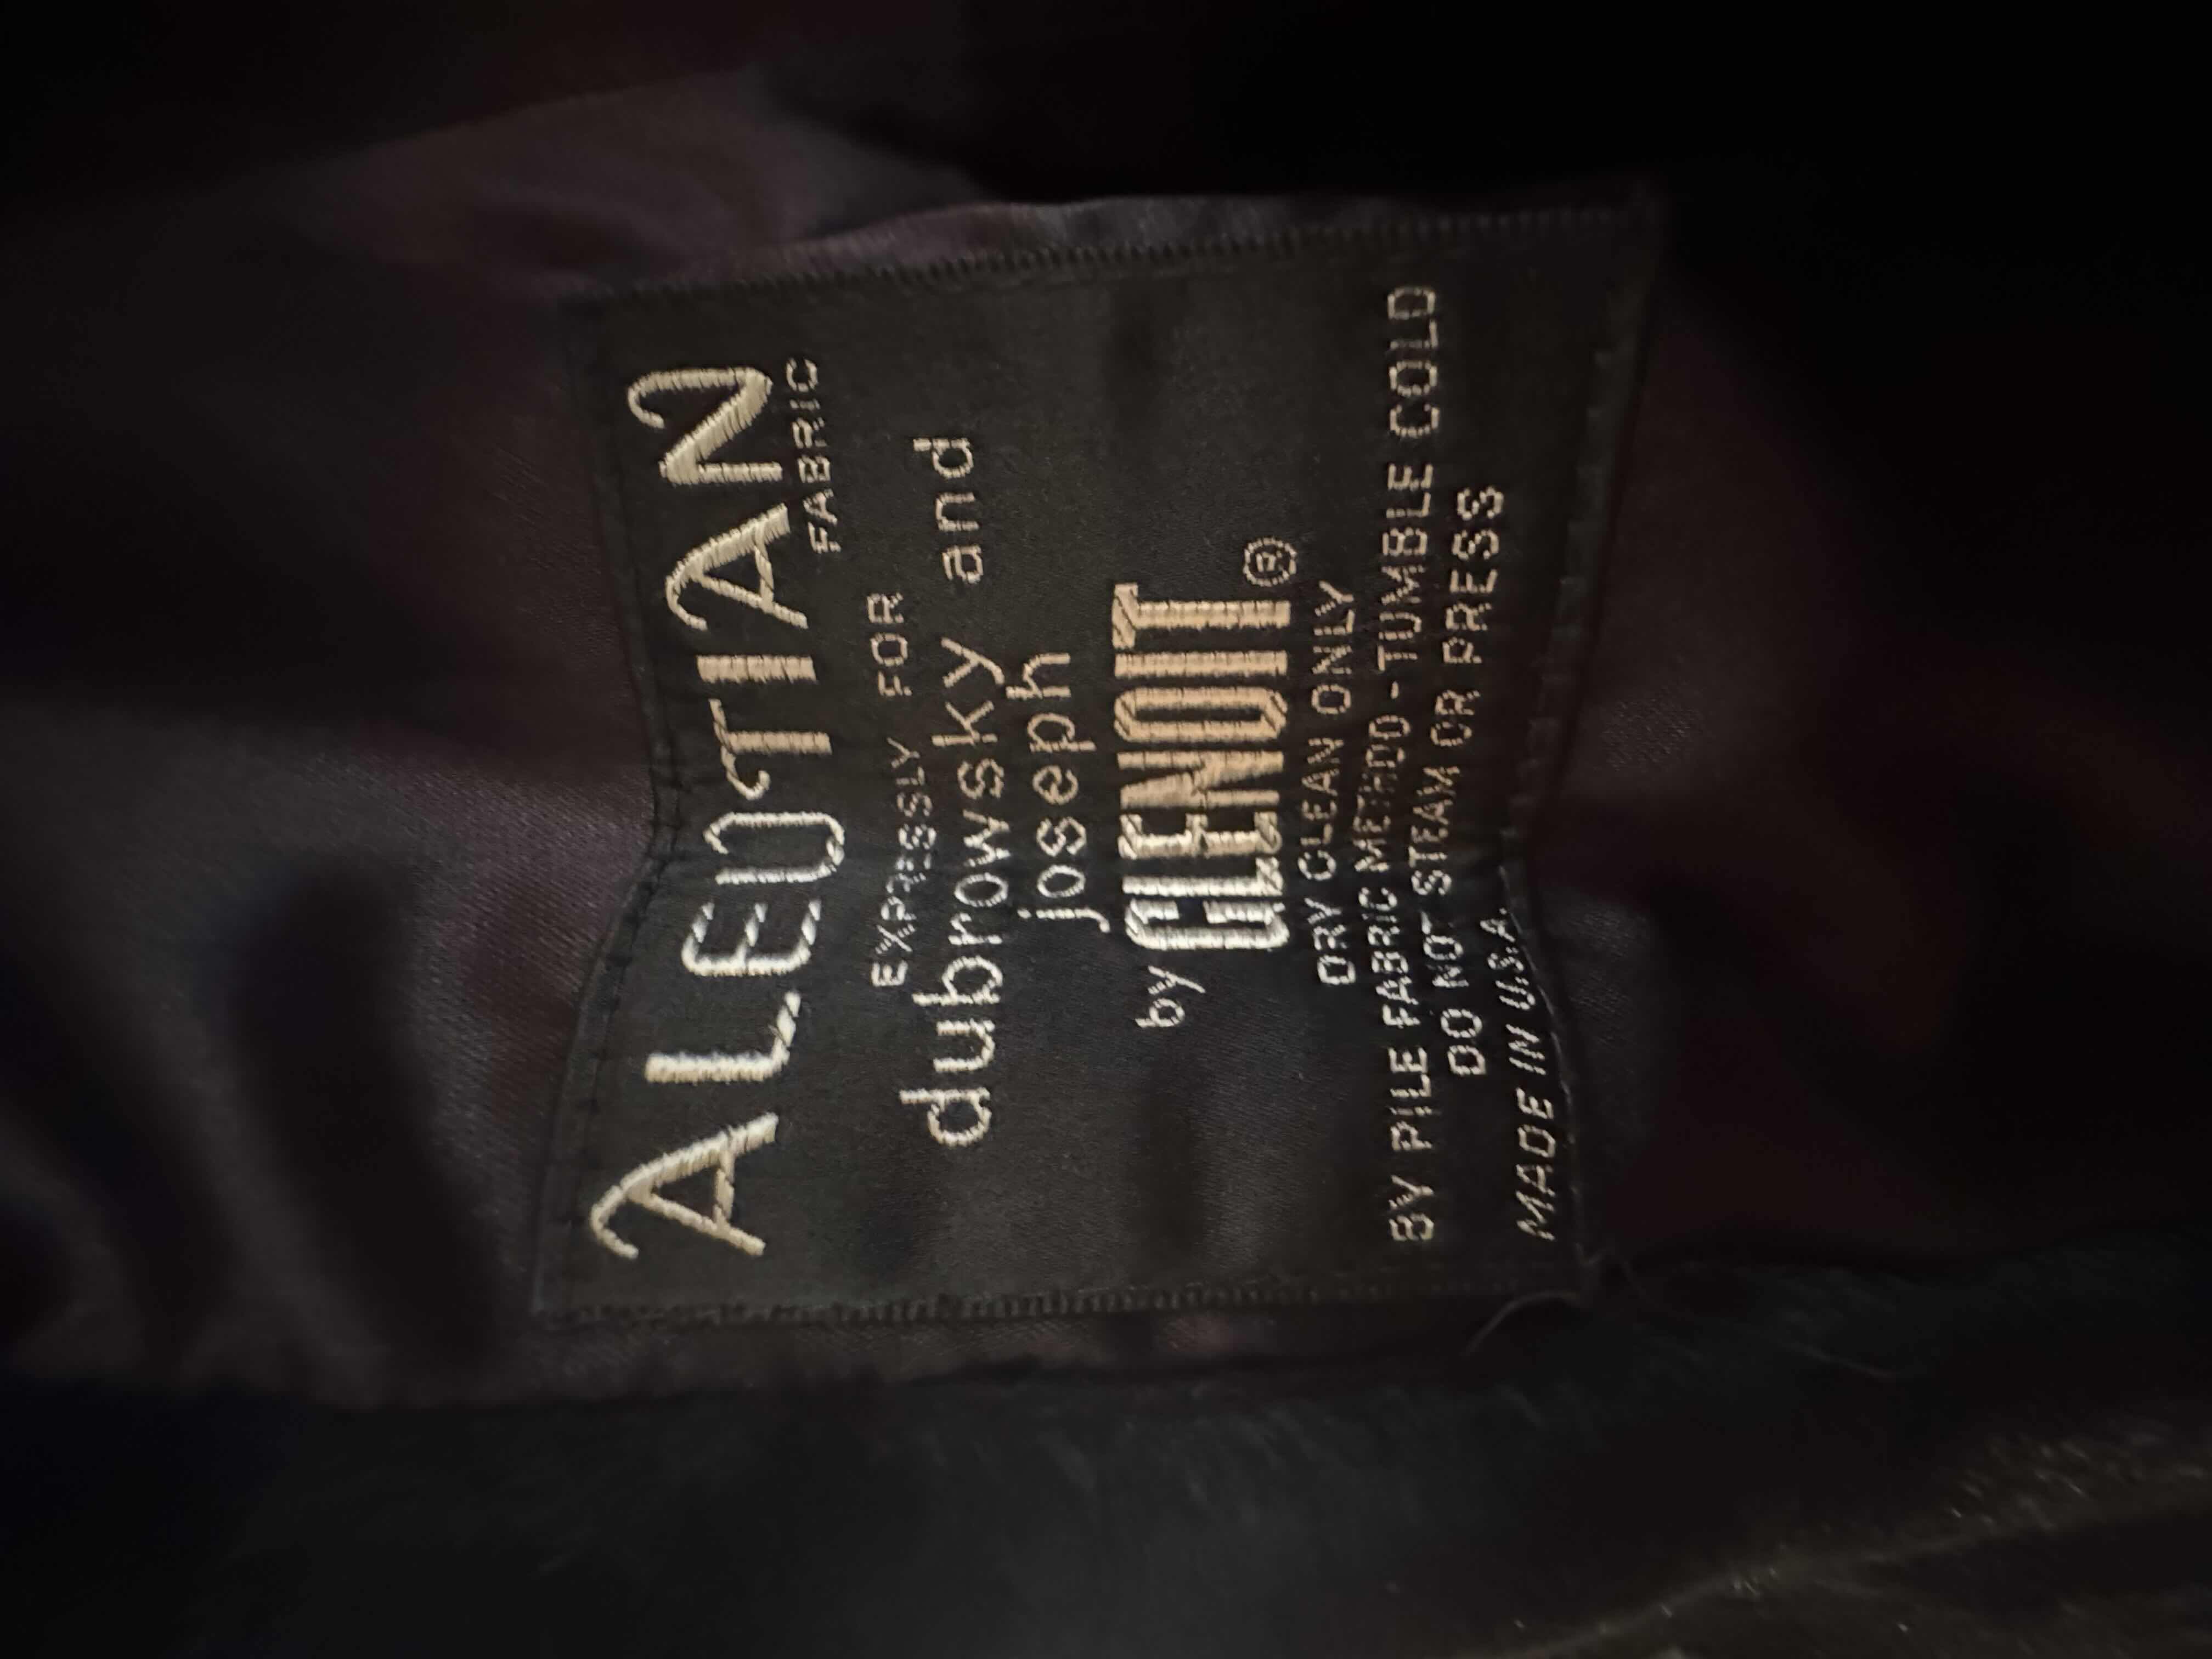 ALEOTIAN
FABRIC
EXPRESSLY FOR
dubrowsky and
joseph
by GLENOIT®
DRY CLEAN ONLY
BY PILE FABRIC METHOD - TUMBLE COLD
DO NOT STEAM OR PRESS
MADE IN U.S.A.